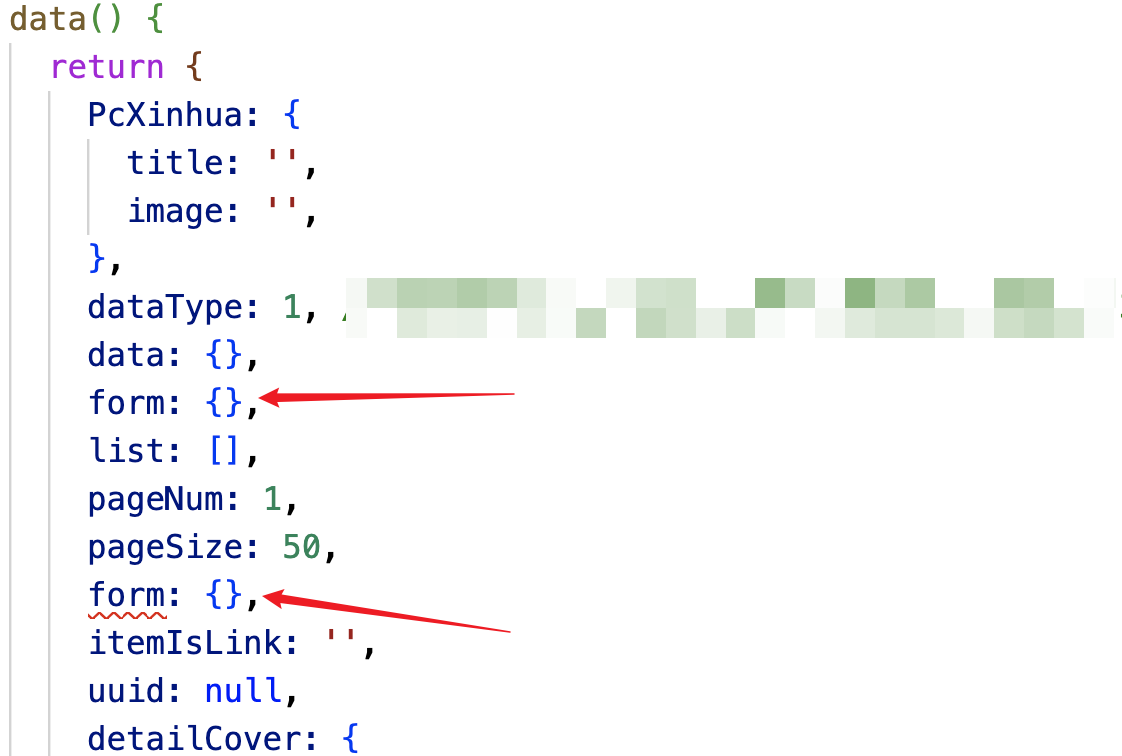 data() {
return {
PcXinhua: {
title: '',
image: '',
},
dataType: 1,
data: {},
form: {},
list: [],
pageNum: 1,
pageSize: 50,
form: {},
itemIsLink: '',
uuid: null,
detailCover: {